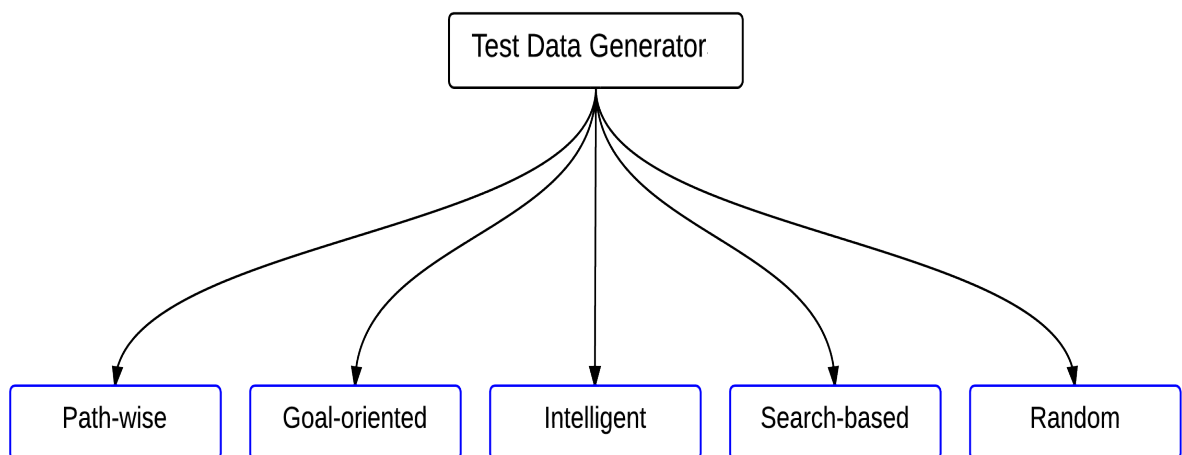 Test Data Generator
Path-wise
Goal-oriented
Intelligent
Search-based
Random